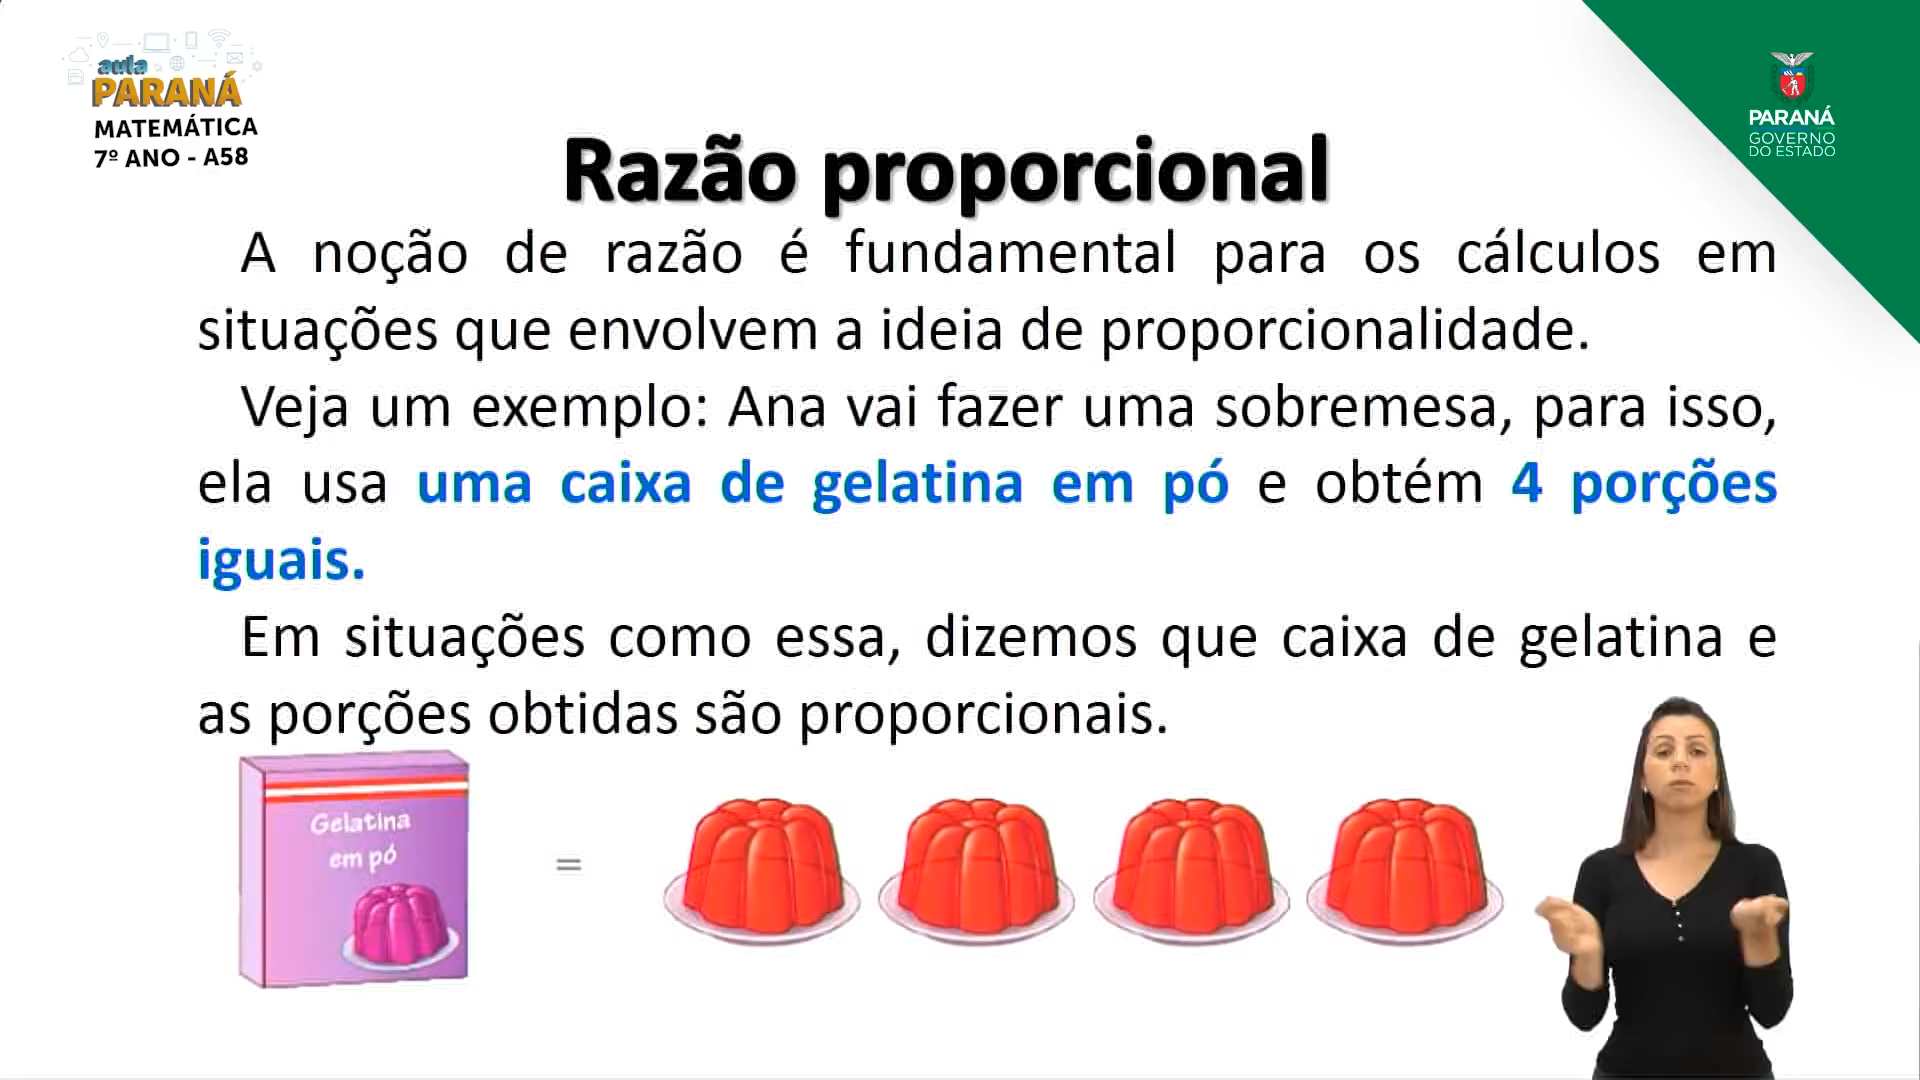 aula
PARANÁ
MATEMÁTICA
7º ANO - A58
PARANÁ
GOVERNO
DO ESTADO
Razão proporcional
A noção de razão é fundamental para os cálculos em
situações que envolvem a ideia de proporcionalidade.
Veja um exemplo: Ana vai fazer uma sobremesa, para isso,
ela usa uma caixa de gelatina em pó e obtém 4 porções
iguais.
Em situações como essa, dizemos que caixa de gelatina e
as porções obtidas são proporcionais.
Gelatina
em pó
=